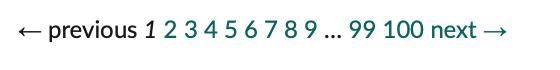 ← previous 1 2 3 4 5 6 7 8 9 ... 99 100 next →